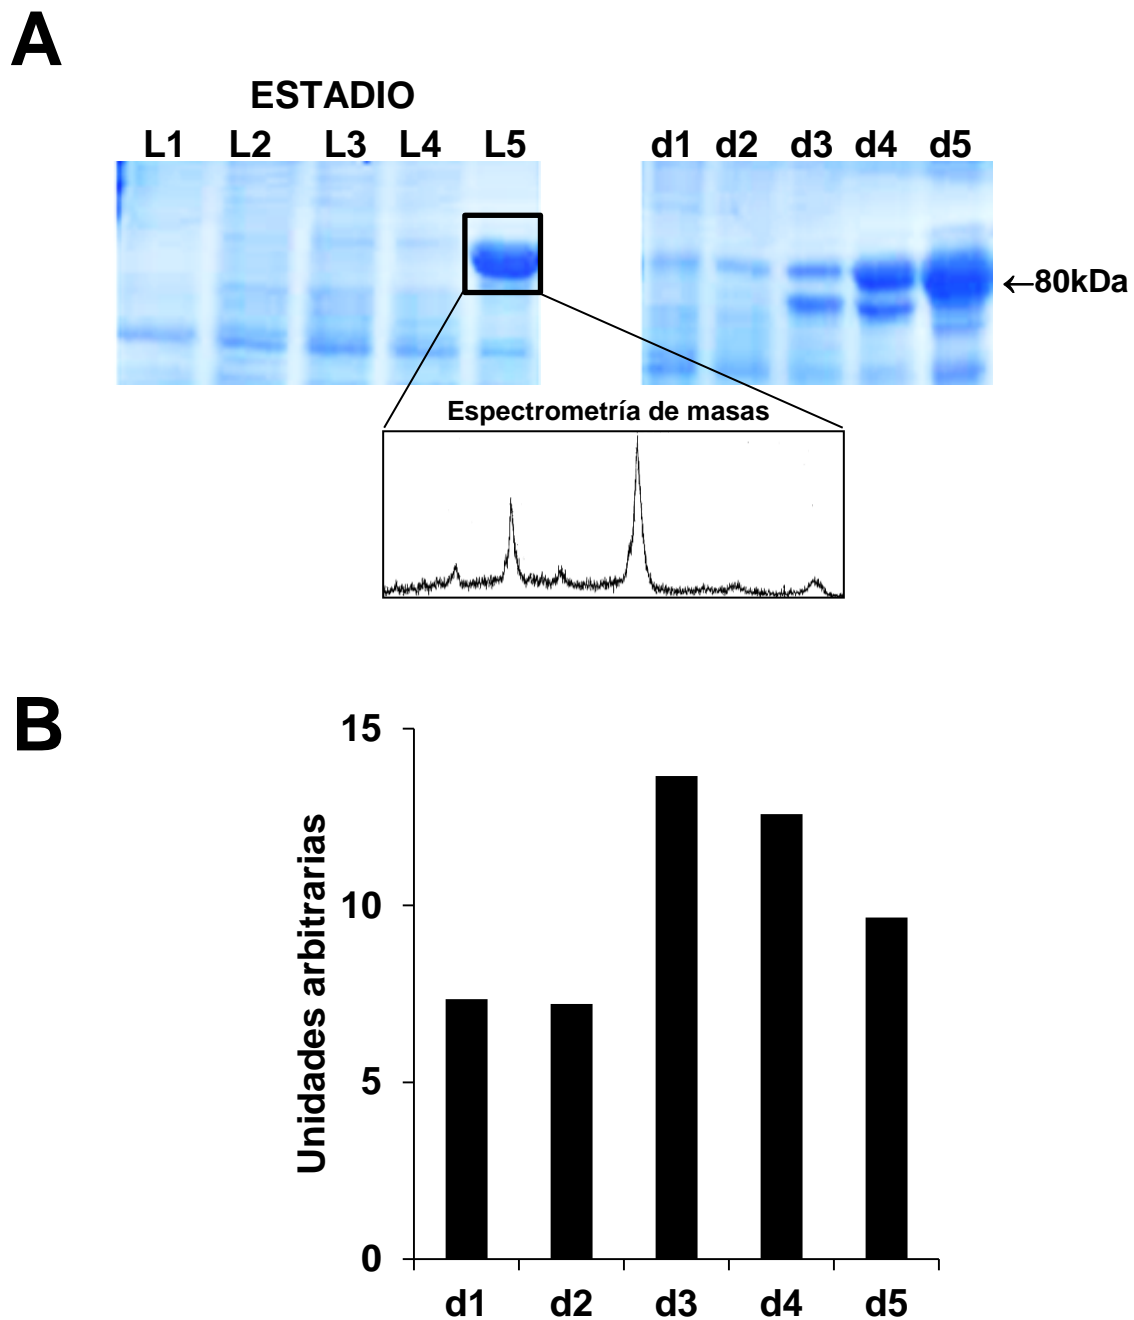 A
ESTADIO
L1 L2 L3 L4 L5 d1 d2 d3 d4 d5
←80kDa
Espectrometría de masas
B
15
10
5
0
Unidades arbitrarias
d1 d2 d3 d4 d5